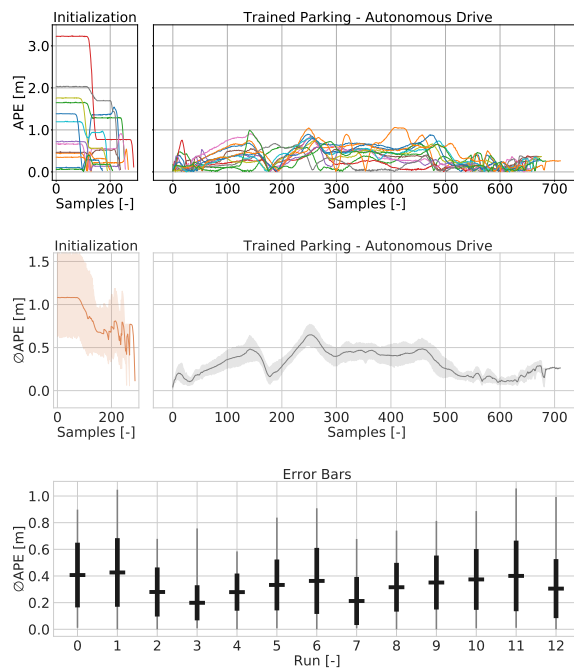 Initialization
Trained Parking - Autonomous Drive
APE [m]
3.0
2.0
1.0
0.0
0 200
0 100 200 300 400 500 600 700
Samples [-]
Samples [-]
Initialization
Trained Parking - Autonomous Drive
∅APE [m]
1.5
1.0
0.5
0.0
0 200
0 100 200 300 400 500 600 700
Samples [-]
Samples [-]
Error Bars
∅APE [m]
1.0
0.8
0.6
0.4
0.2
0.0
0 1 2 3 4 5 6 7 8 9 10 11 12
Run [-]